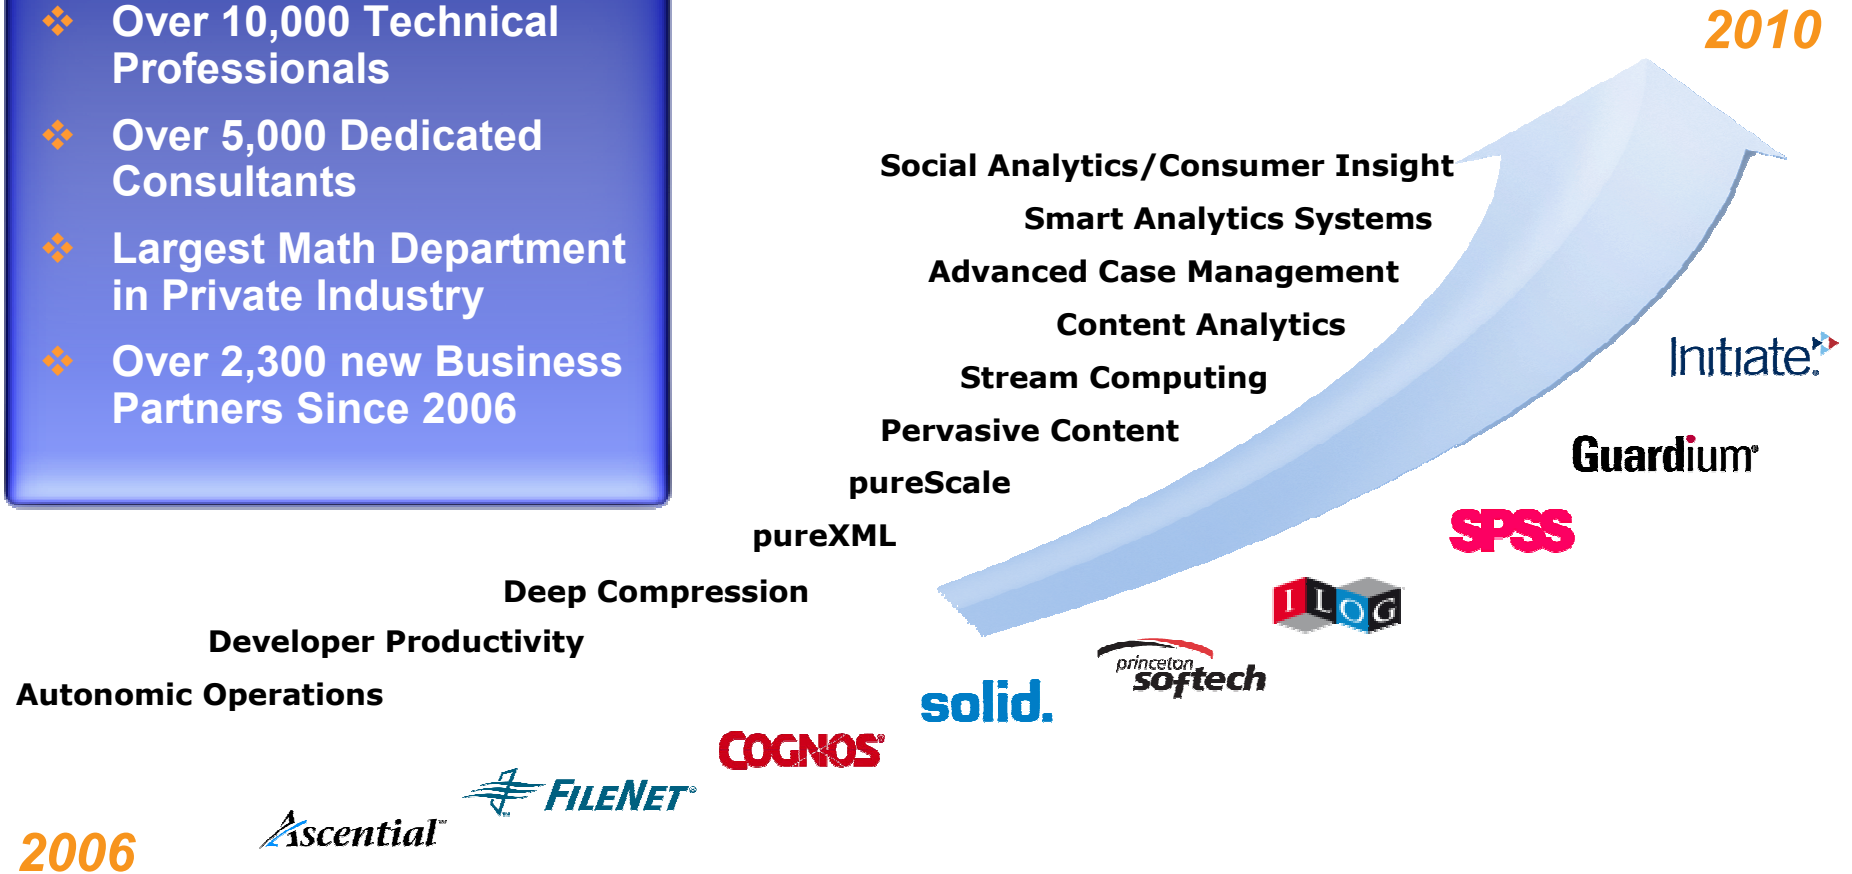 Over 10,000 Technical
Professionals
Over 5,000 Dedicated
Consultants
Largest Math Department
in Private Industry
Over 2,300 new Business
Partners Since 2006
2010
Social Analytics/Consumer Insight
Smart Analytics Systems
Advanced Case Management
Content Analytics
Stream Computing
Pervasive Content
pureScale
pureXML
Deep Compression
Developer Productivity
Autonomic Operations
Initiate.
Guardium®
SPSS
ILOG
princeton
softech
solid.
COGNOS®
FILENET®
Ascential™
2006